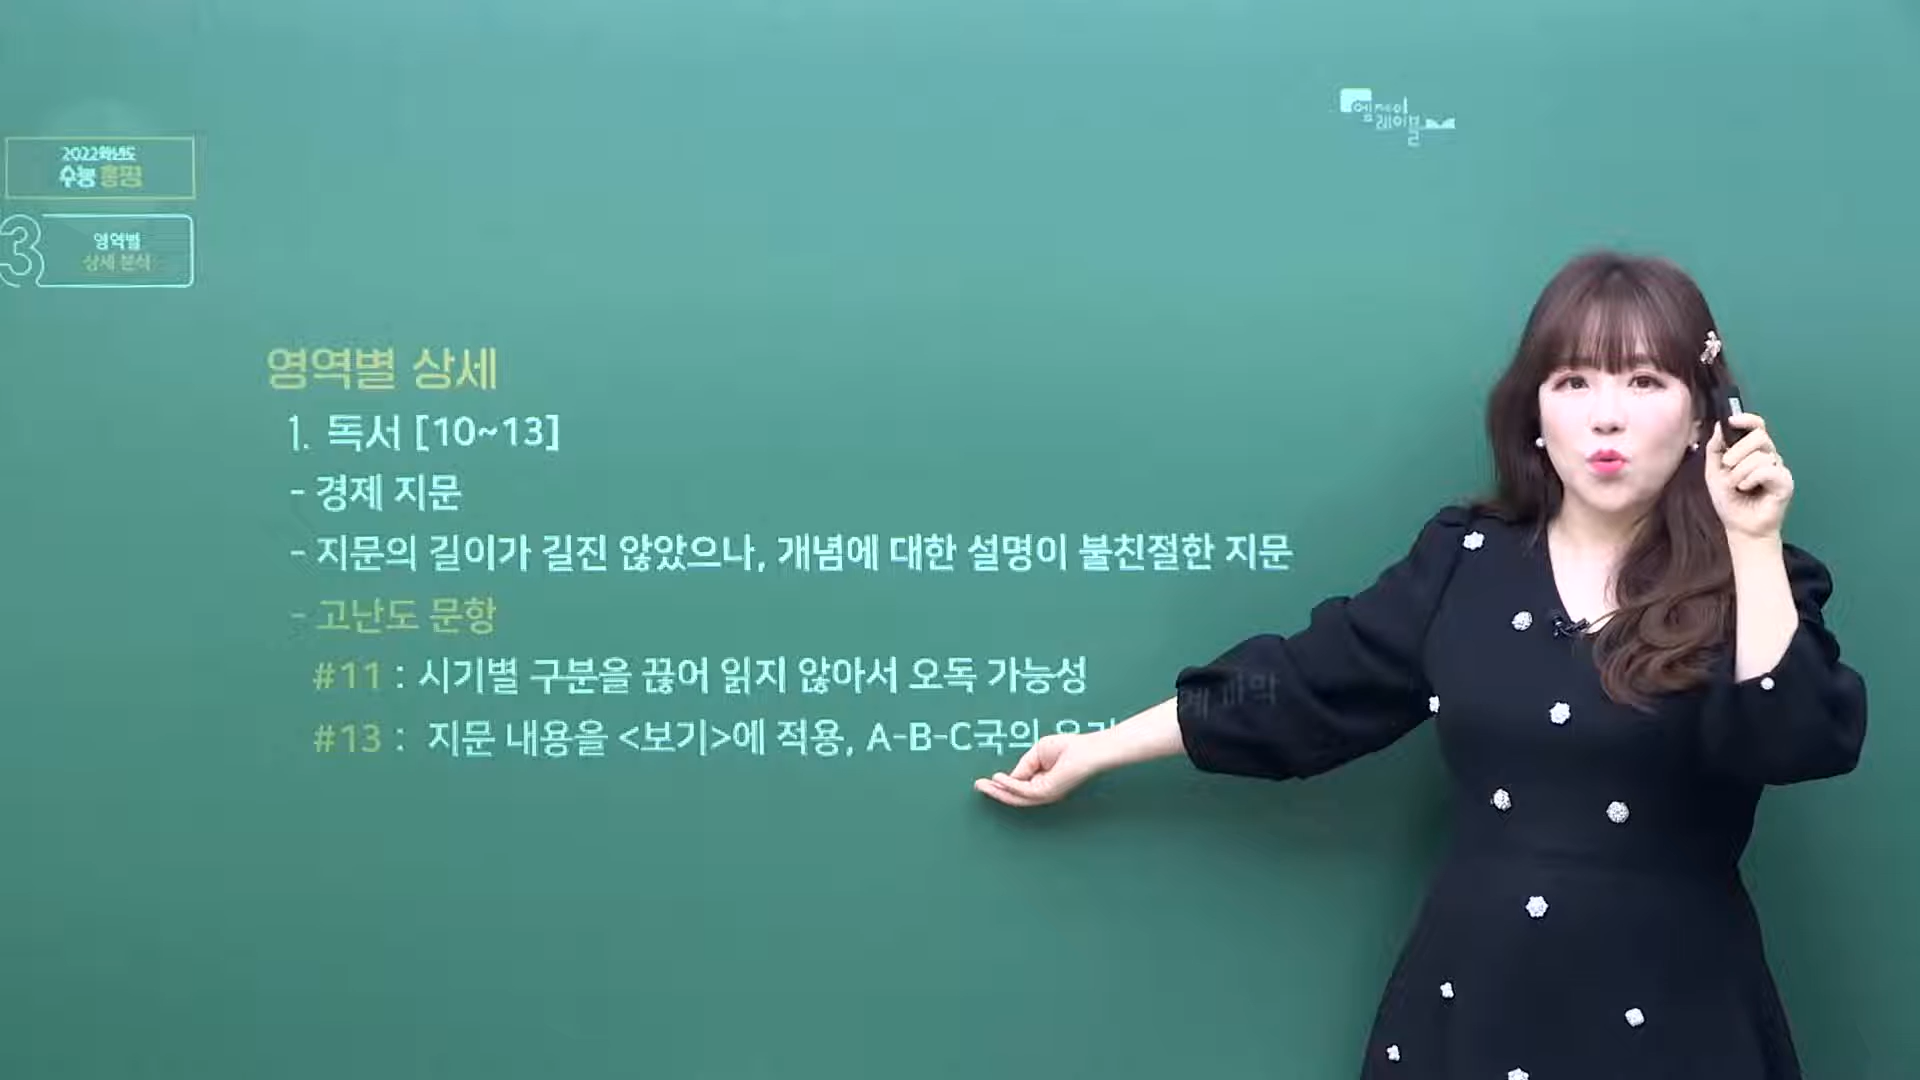 엠제이
레이블
2022학년도
수능 총평
3
영역별
상세 분석
영역별 상세
1. 독서 [10~13]
- 경제 지문
- 지문의 길이가 길진 않았으나, 개념에 대한 설명이 불친절한 지문
- 고난도 문항
#11 : 시기별 구분을 끊어 읽지 않아서 오독 가능성
#13 : 지문 내용을 <보기>에 적용, A-B-C국의